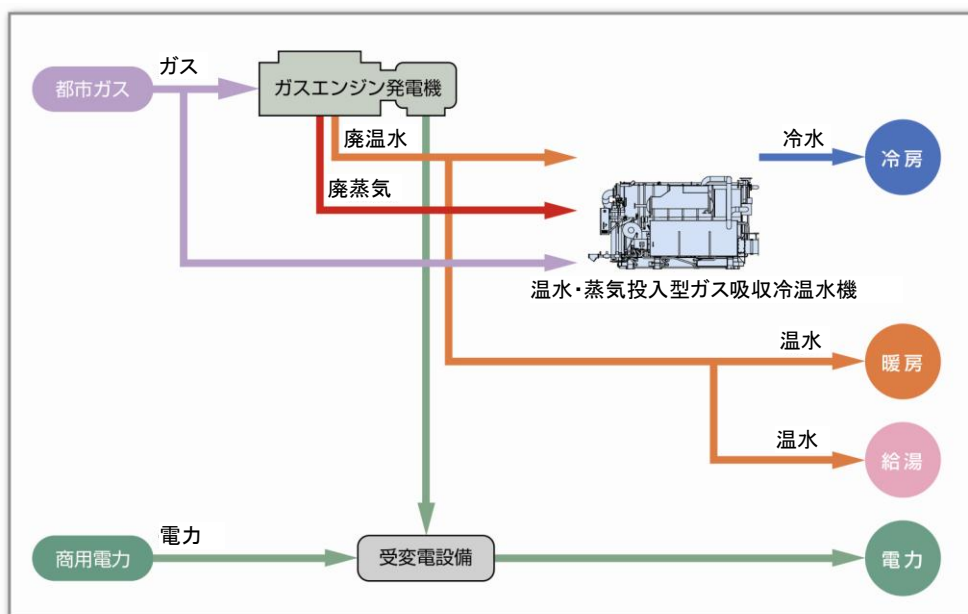 ガス
都市ガス
ガスエンジン発電機
廃温水
冷水
冷房
廃蒸気
温水・蒸気投入型ガス吸収冷温水機
温水
暖房
温水
給湯
電力
商用電力
受変電設備
電力